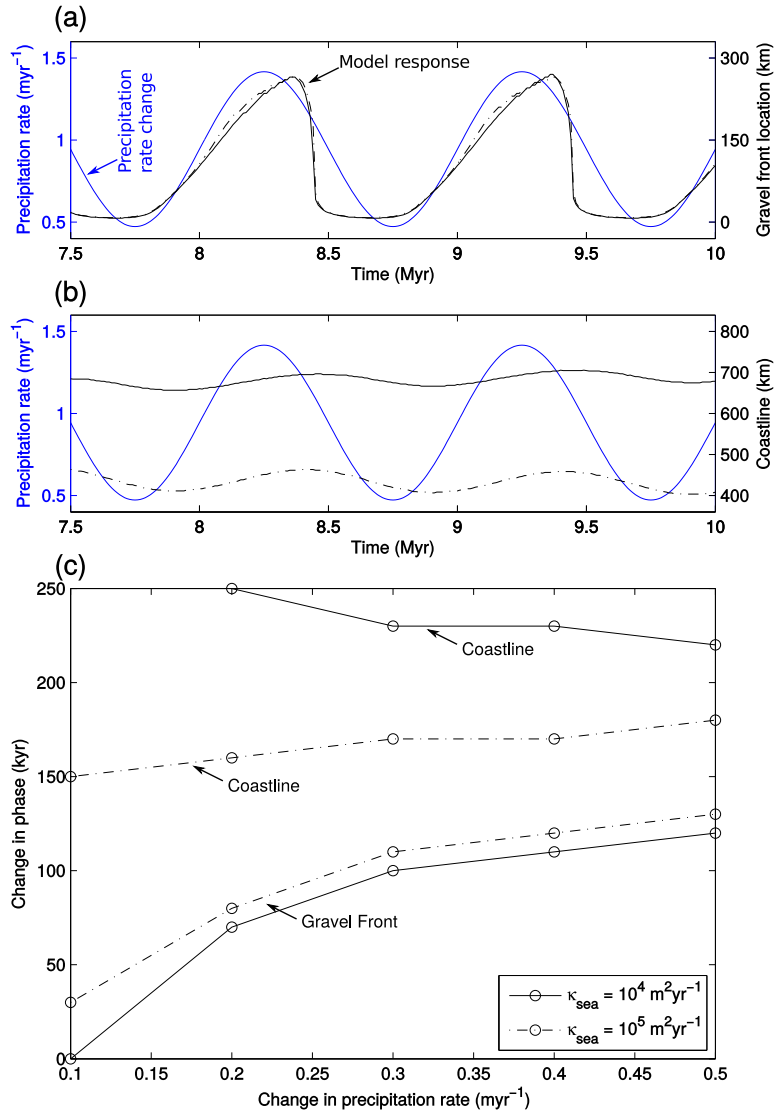 (a)
Precipitation rate (myr⁻¹)
1.5
1
0.5
Precipitation
rate change
Model response
300
150
0
Gravel front location (km)
7.5 8 8.5 9 9.5 10
Time (Myr)
(b)
Precipitation rate (myr⁻¹)
1.5
1
0.5
800
700
600
500
400
Coastline (km)
7.5 8 8.5 9 9.5 10
Time (Myr)
(c)
Change in phase (kyr)
250
200
150
100
50
0
Coastline
Coastline
Gravel Front
κsea = 10⁴ m²yr⁻¹
κsea = 10⁵ m²yr⁻¹
0.1 0.15 0.2 0.25 0.3 0.35 0.4 0.45 0.5
Change in precipitation rate (myr⁻¹)